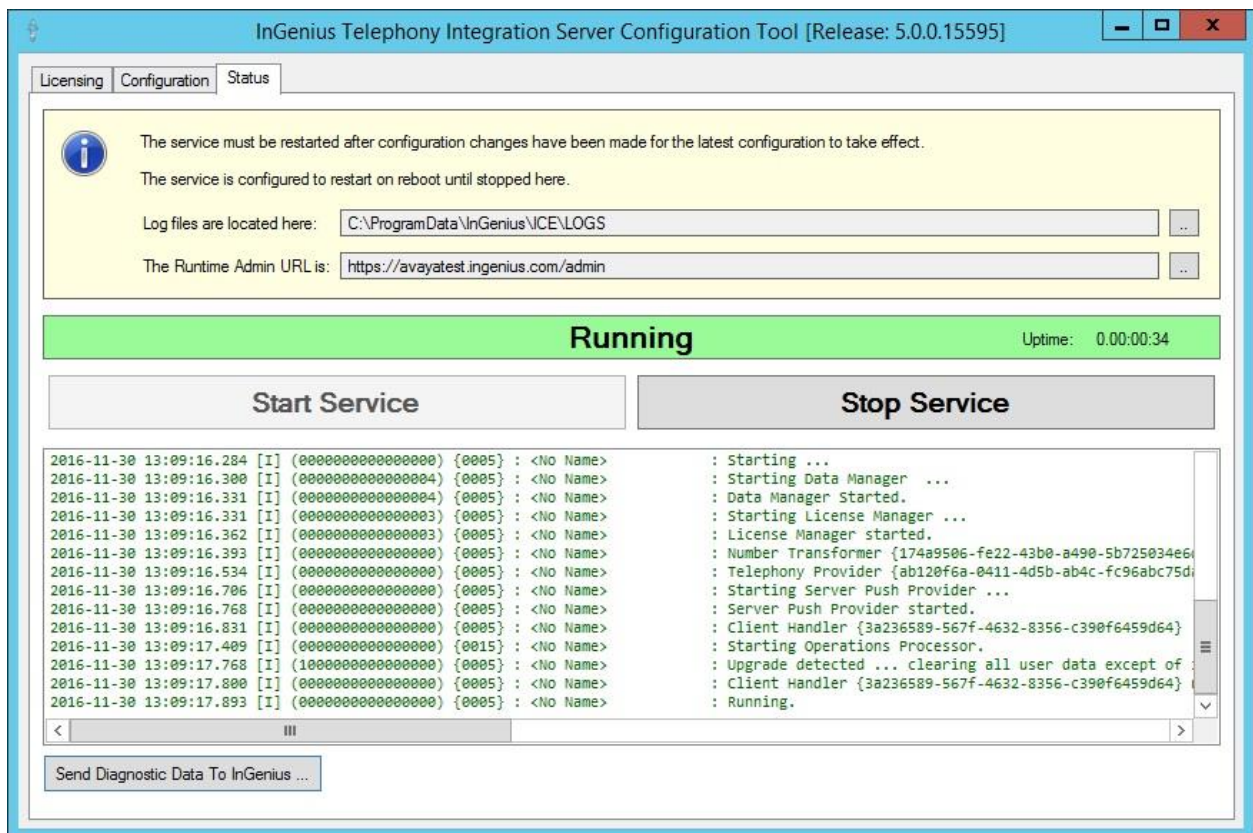 InGenius Telephony Integration Server Configuration Tool [Release: 5.0.0.15595]
Licensing Configuration Status
The service must be restarted after configuration changes have been made for the latest configuration to take effect.
The service is configured to restart on reboot until stopped here.
Log files are located here: C:\ProgramData\InGenius\ICE\LOGS ..
The Runtime Admin URL is: https://avayatest.ingenius.com/admin ..
Running Uptime: 0.00:00:34
Start Service Stop Service
2016-11-30 13:09:16.284 [I] (0000000000000000) {0005} : <No Name> : Starting ...
2016-11-30 13:09:16.300 [I] (0000000000000004) {0005} : <No Name> : Starting Data Manager ...
2016-11-30 13:09:16.331 [I] (0000000000000004) {0005} : <No Name> : Data Manager Started.
2016-11-30 13:09:16.331 [I] (0000000000000003) {0005} : <No Name> : Starting License Manager ...
2016-11-30 13:09:16.362 [I] (0000000000000003) {0005} : <No Name> : License Manager started.
2016-11-30 13:09:16.393 [I] (0000000000000000) {0005} : <No Name> : Number Transformer {174a9506-fe22-43b0-a490-5b725034e6
2016-11-30 13:09:16.534 [I] (0000000000000000) {0005} : <No Name> : Telephony Provider {ab120f6a-0411-4d5b-ab4c-fc96abc75d
2016-11-30 13:09:16.706 [I] (0000000000000000) {0005} : <No Name> : Starting Server Push Provider ...
2016-11-30 13:09:16.768 [I] (0000000000000000) {0005} : <No Name> : Server Push Provider started.
2016-11-30 13:09:16.831 [I] (0000000000000000) {0005} : <No Name> : Client Handler {3a236589-567f-4632-8356-c390f6459d64}
2016-11-30 13:09:17.409 [I] (0000000000000000) {0015} : <No Name> : Starting Operations Processor.
2016-11-30 13:09:17.768 [I] (1000000000000000) {0005} : <No Name> : Upgrade detected ... clearing all user data except of
2016-11-30 13:09:17.800 [I] (0000000000000000) {0005} : <No Name> : Client Handler {3a236589-567f-4632-8356-c390f6459d64}
2016-11-30 13:09:17.893 [I] (0000000000000000) {0005} : <No Name> : Running.
Send Diagnostic Data To InGenius ...